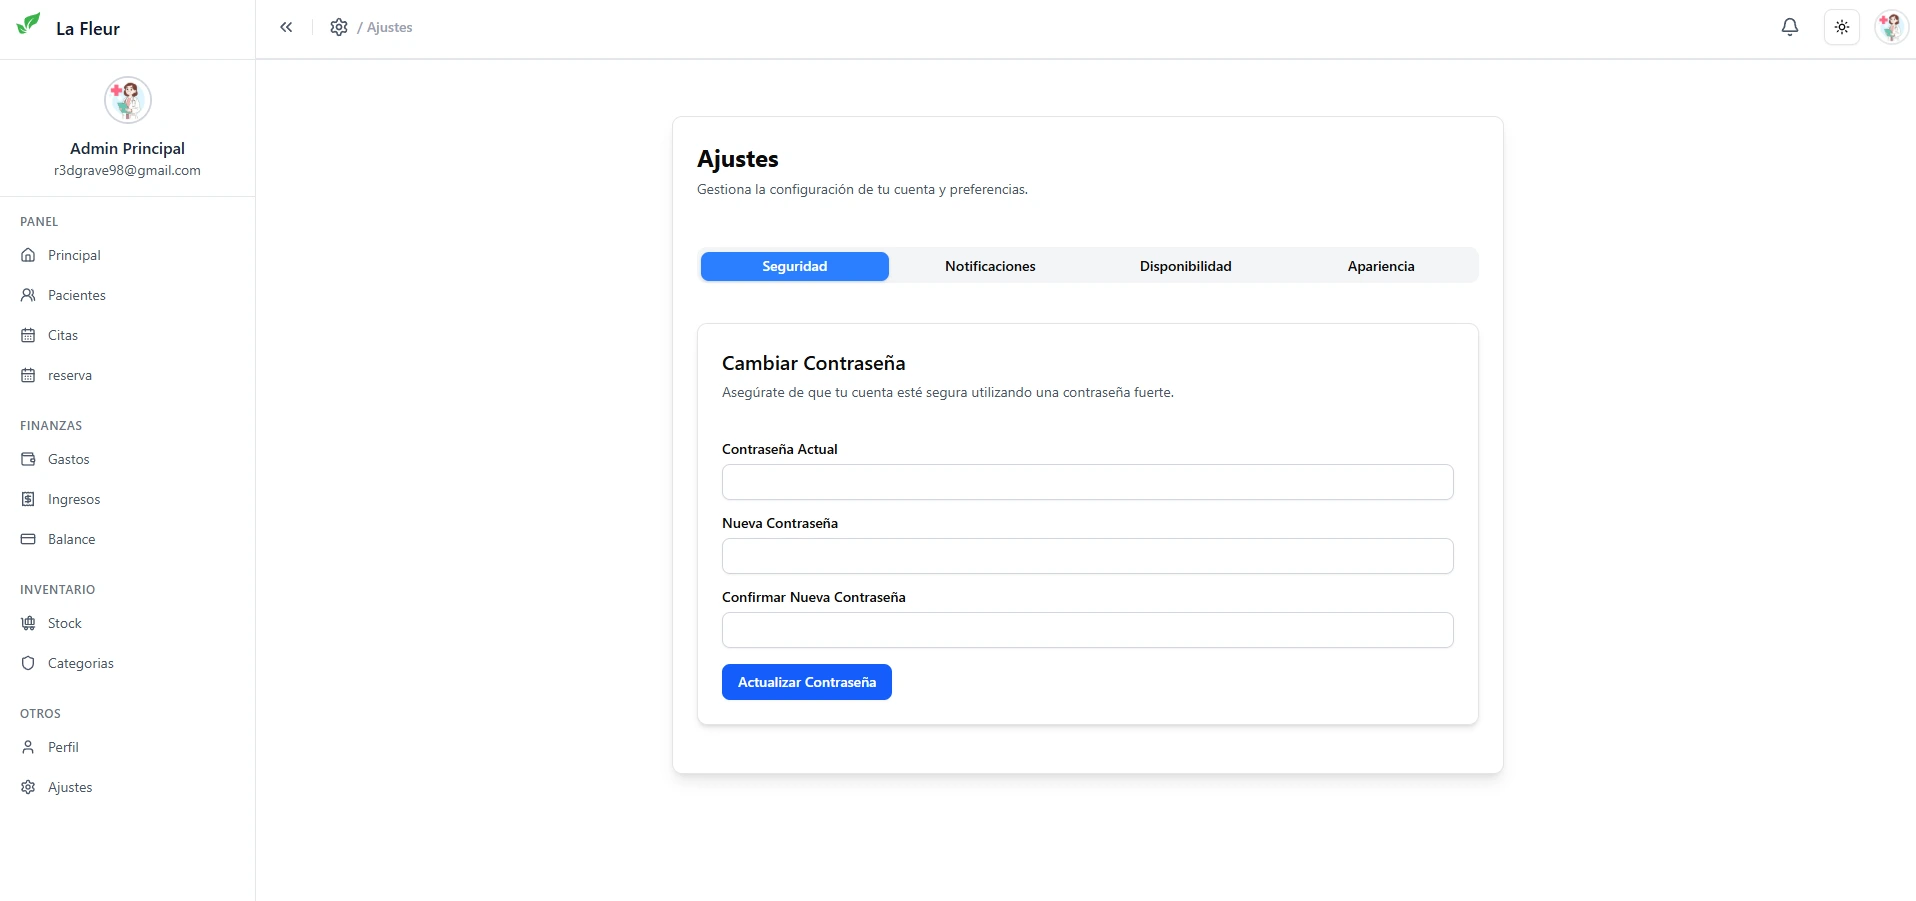 La Fleur
/ Ajustes
Admin Principal
r3dgrave98@gmail.com
PANEL
Principal
Pacientes
Citas
reserva
FINANZAS
Gastos
Ingresos
Balance
INVENTARIO
Stock
Categorias
OTROS
Perfil
Ajustes
Ajustes
Gestiona la configuración de tu cuenta y preferencias.
Seguridad
Notificaciones
Disponibilidad
Apariencia
Cambiar Contraseña
Asegúrate de que tu cuenta esté segura utilizando una contraseña fuerte.
Contraseña Actual
Nueva Contraseña
Confirmar Nueva Contraseña
Actualizar Contraseña